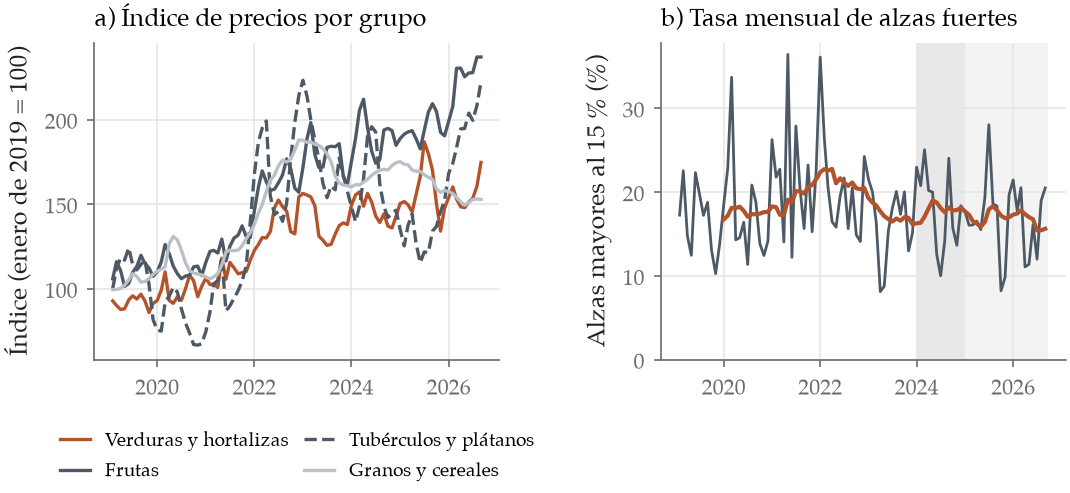 a) Índice de precios por grupo
Índice (enero de 2019 = 100)
200
150
100
2020
2022
2024
2026
b) Tasa mensual de alzas fuertes
Alzas mayores al 15 % (%)
30
20
10
0
2020
2022
2024
2026
Verduras y hortalizas
Frutas
Tubérculos y plátanos
Granos y cereales